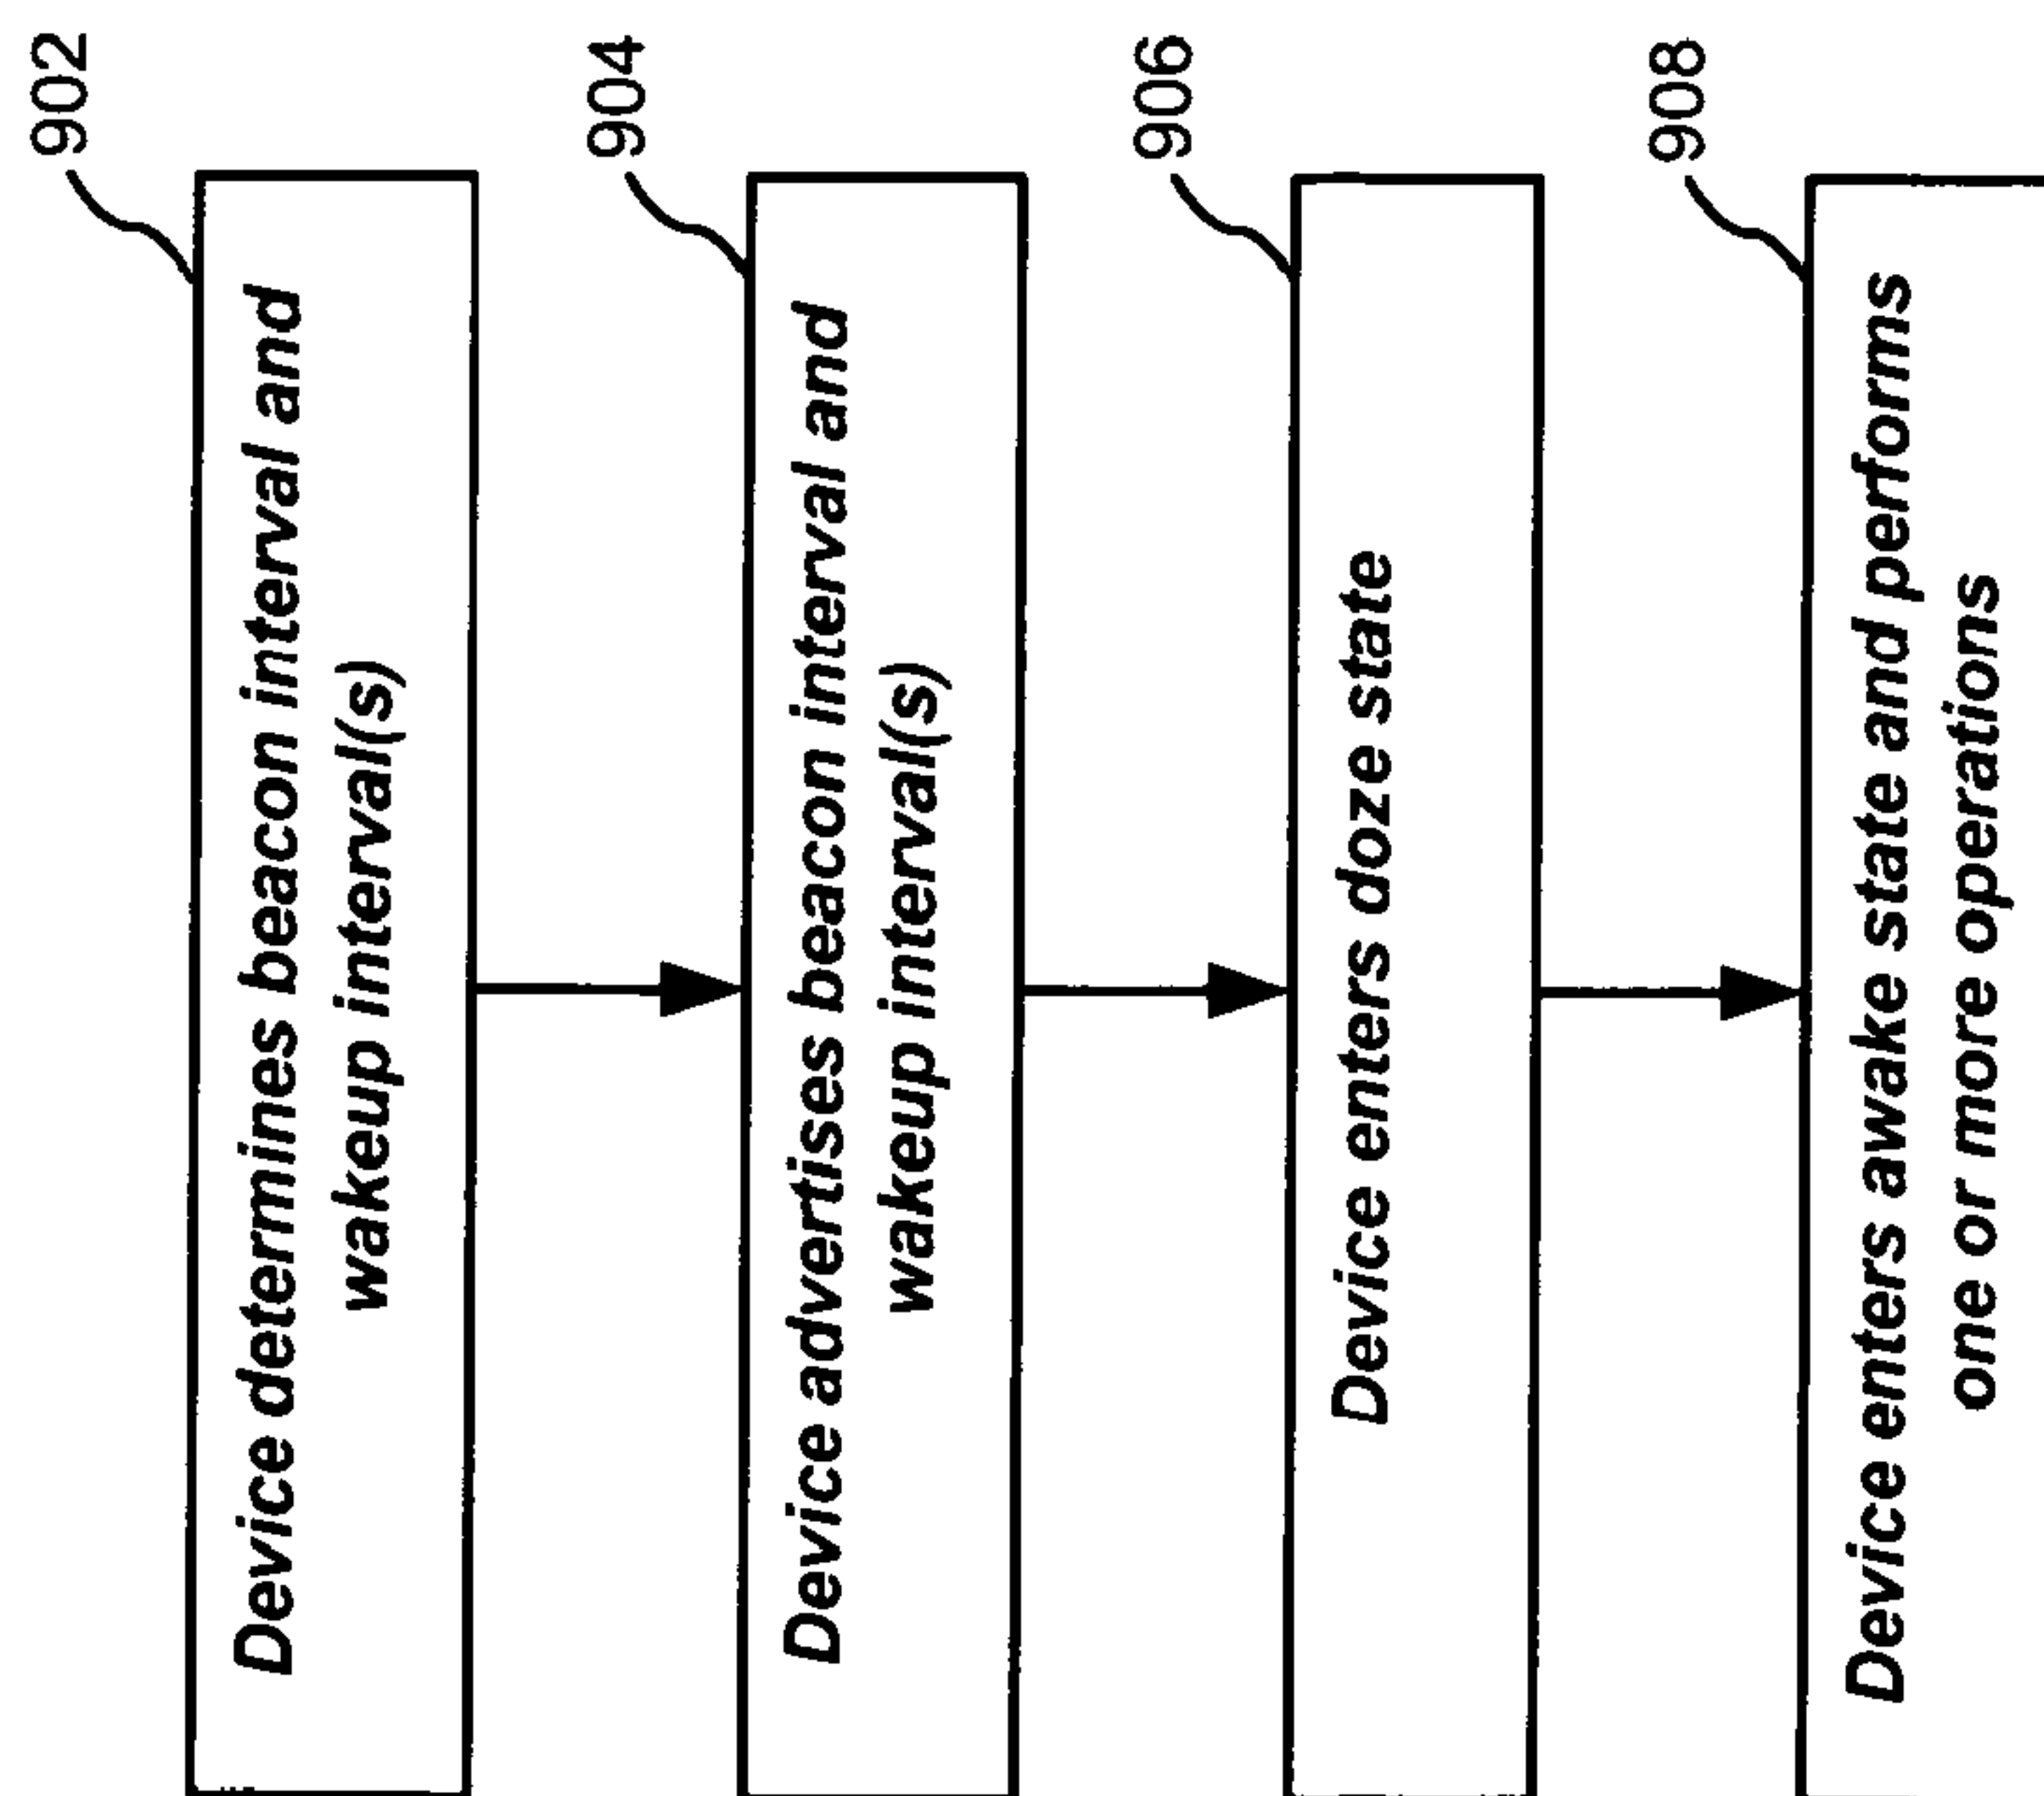 902
Device determines beacon interval and
wakeup interval(s)
904
Device advertises beacon interval and
wakeup interval(s)
906
Device enters doze state
908
Device enters awake state and performs
one or more operations